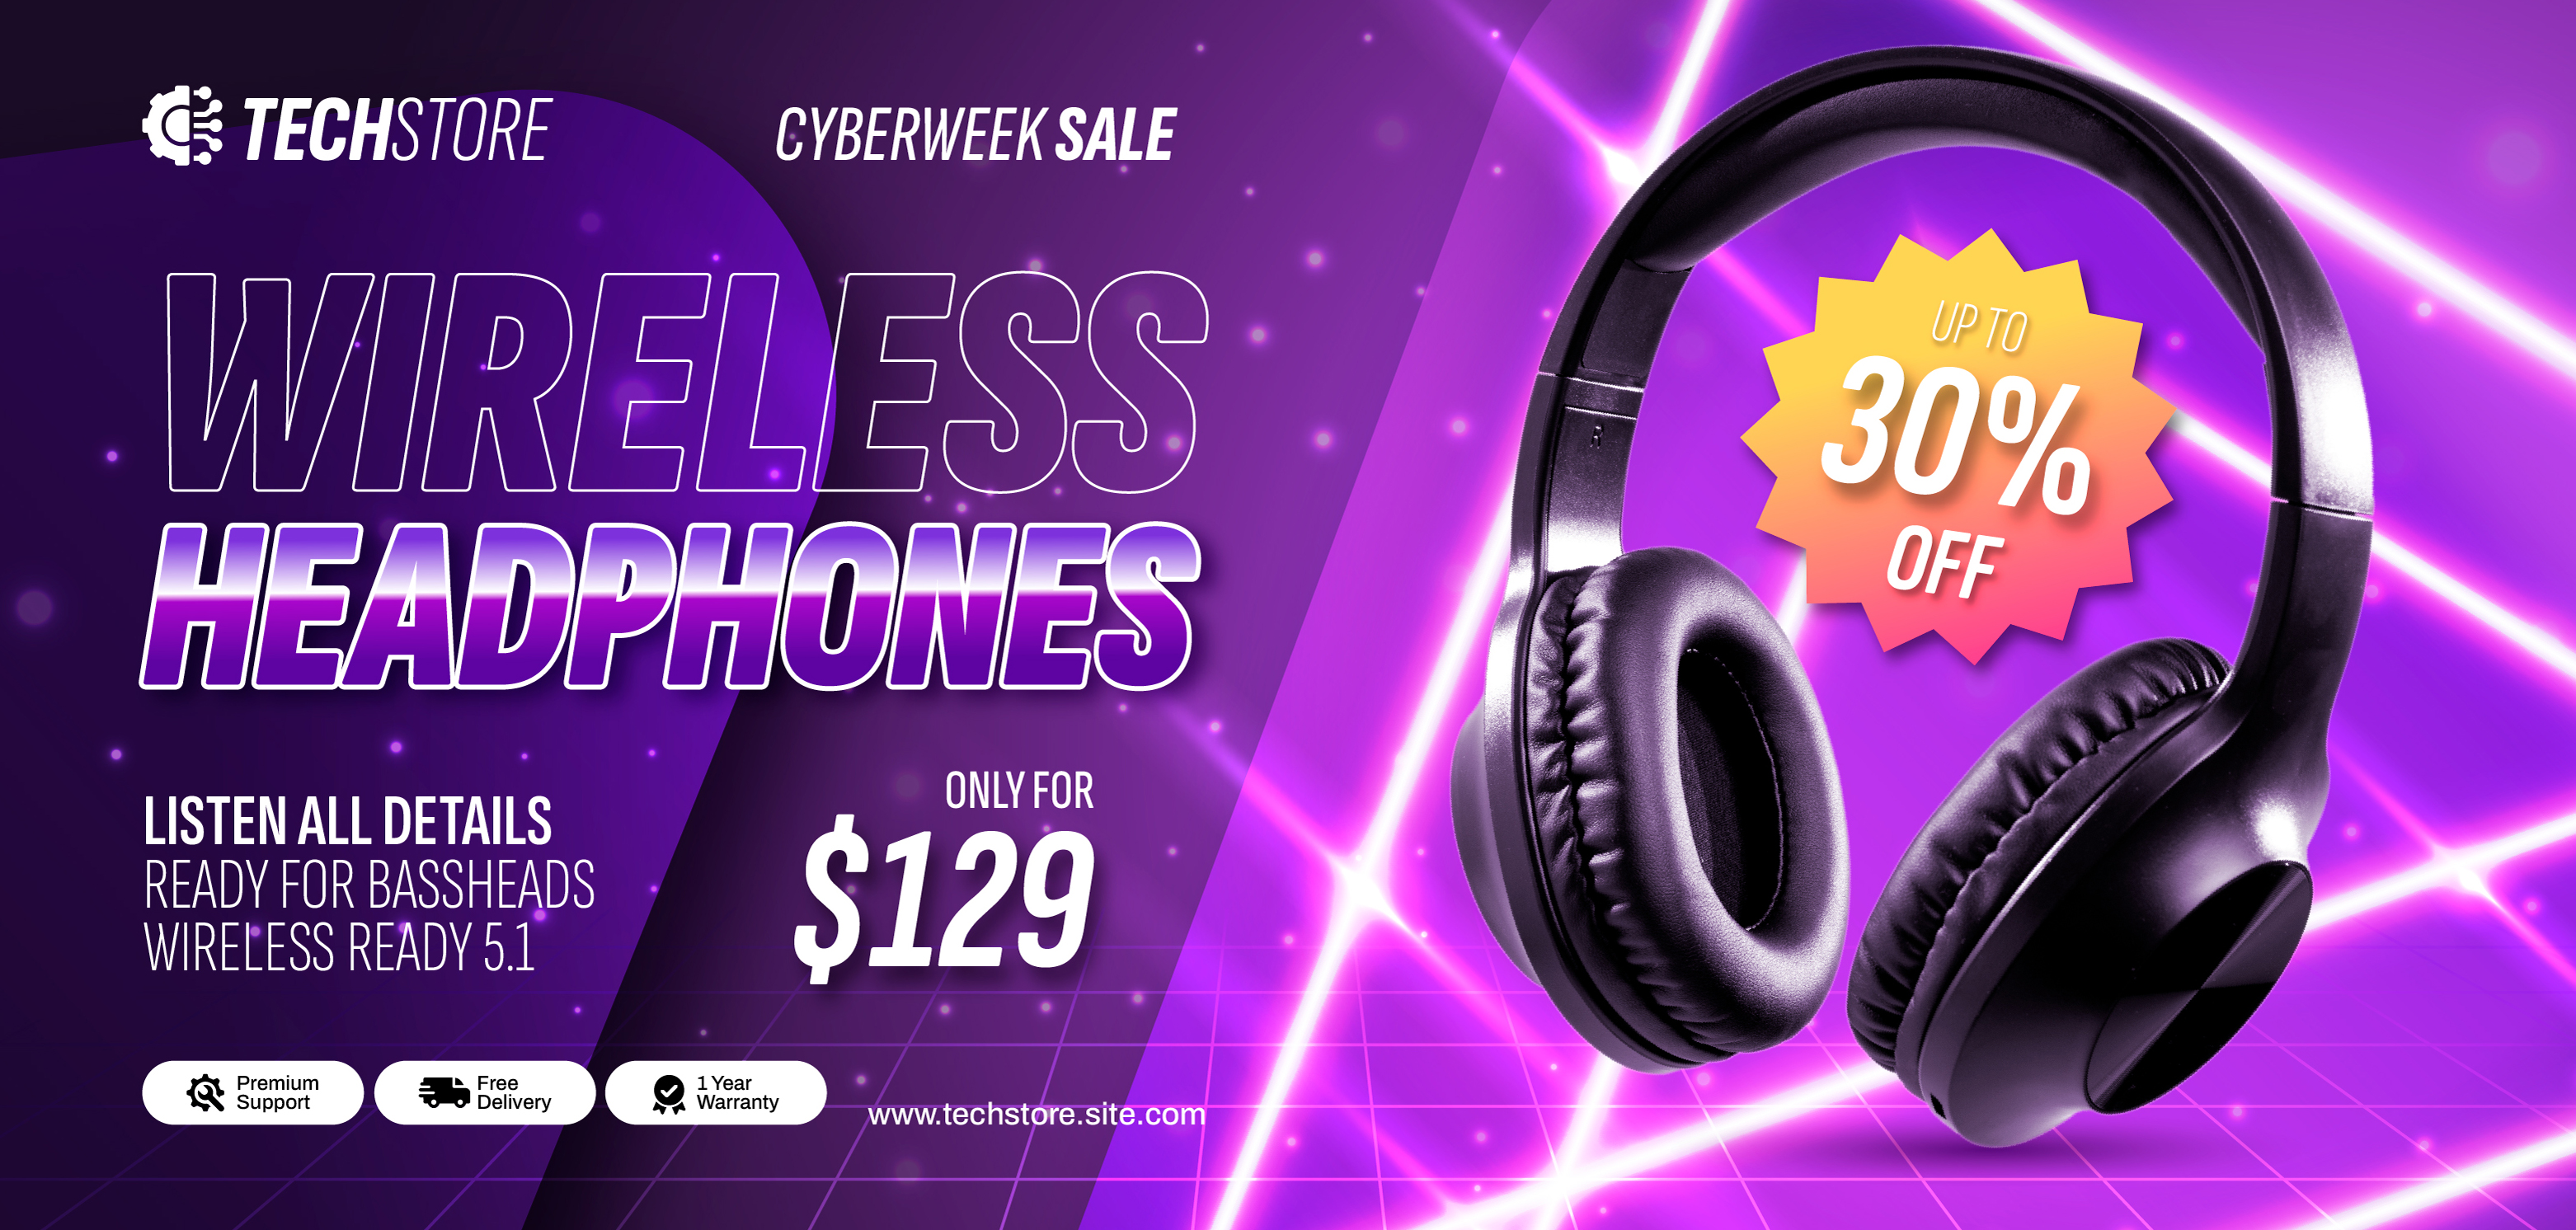 TECHSTORE
CYBERWEEK SALE
WIRELESS
HEADPHONES
LISTEN ALL DETAILS
READY FOR BASSHEADS
WIRELESS READY 5.1
ONLY FOR
$129
Premium
Support
Free
Delivery
1 Year
Warranty
www.techstore.site.com
R
UP TO
30%
OFF